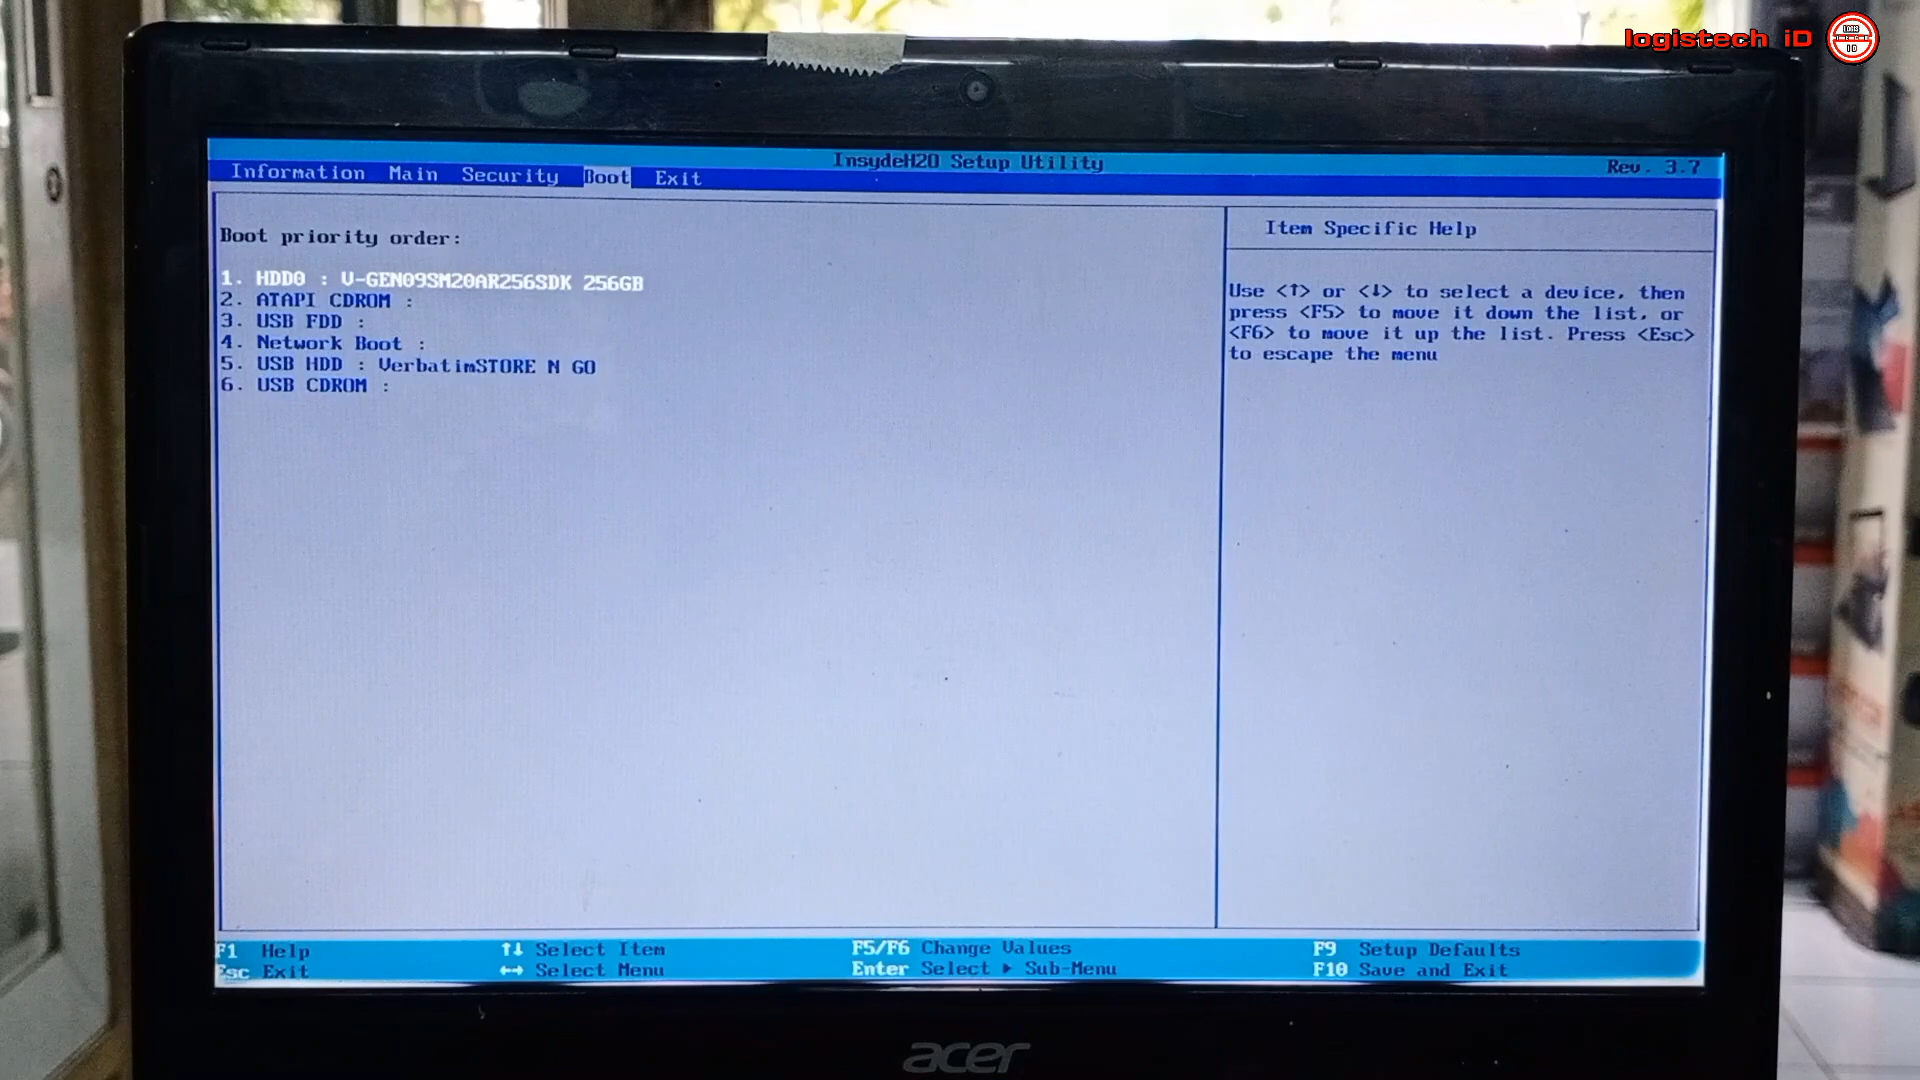 logistech iD
InsydeH2O Setup Utility
Rev. 3.7
Information Main Security Boot Exit
Boot priority order:
1. HDD0 : V-GEN09SM20AR256SDK 256GB
2. ATAPI CDROM :
3. USB FDD :
4. Network Boot :
5. USB HDD : VerbatimSTORE N GO
6. USB CDROM :
Item Specific Help
Use <↑> or <↓> to select a device, then
press <F5> to move it down the list, or
<F6> to move it up the list. Press <Esc>
to escape the menu
F1 Help ↑↓ Select Item F5/F6 Change Values F9 Setup Defaults
Esc Exit ↔ Select Menu Enter Select ▶ Sub-Menu F10 Save and Exit
acer